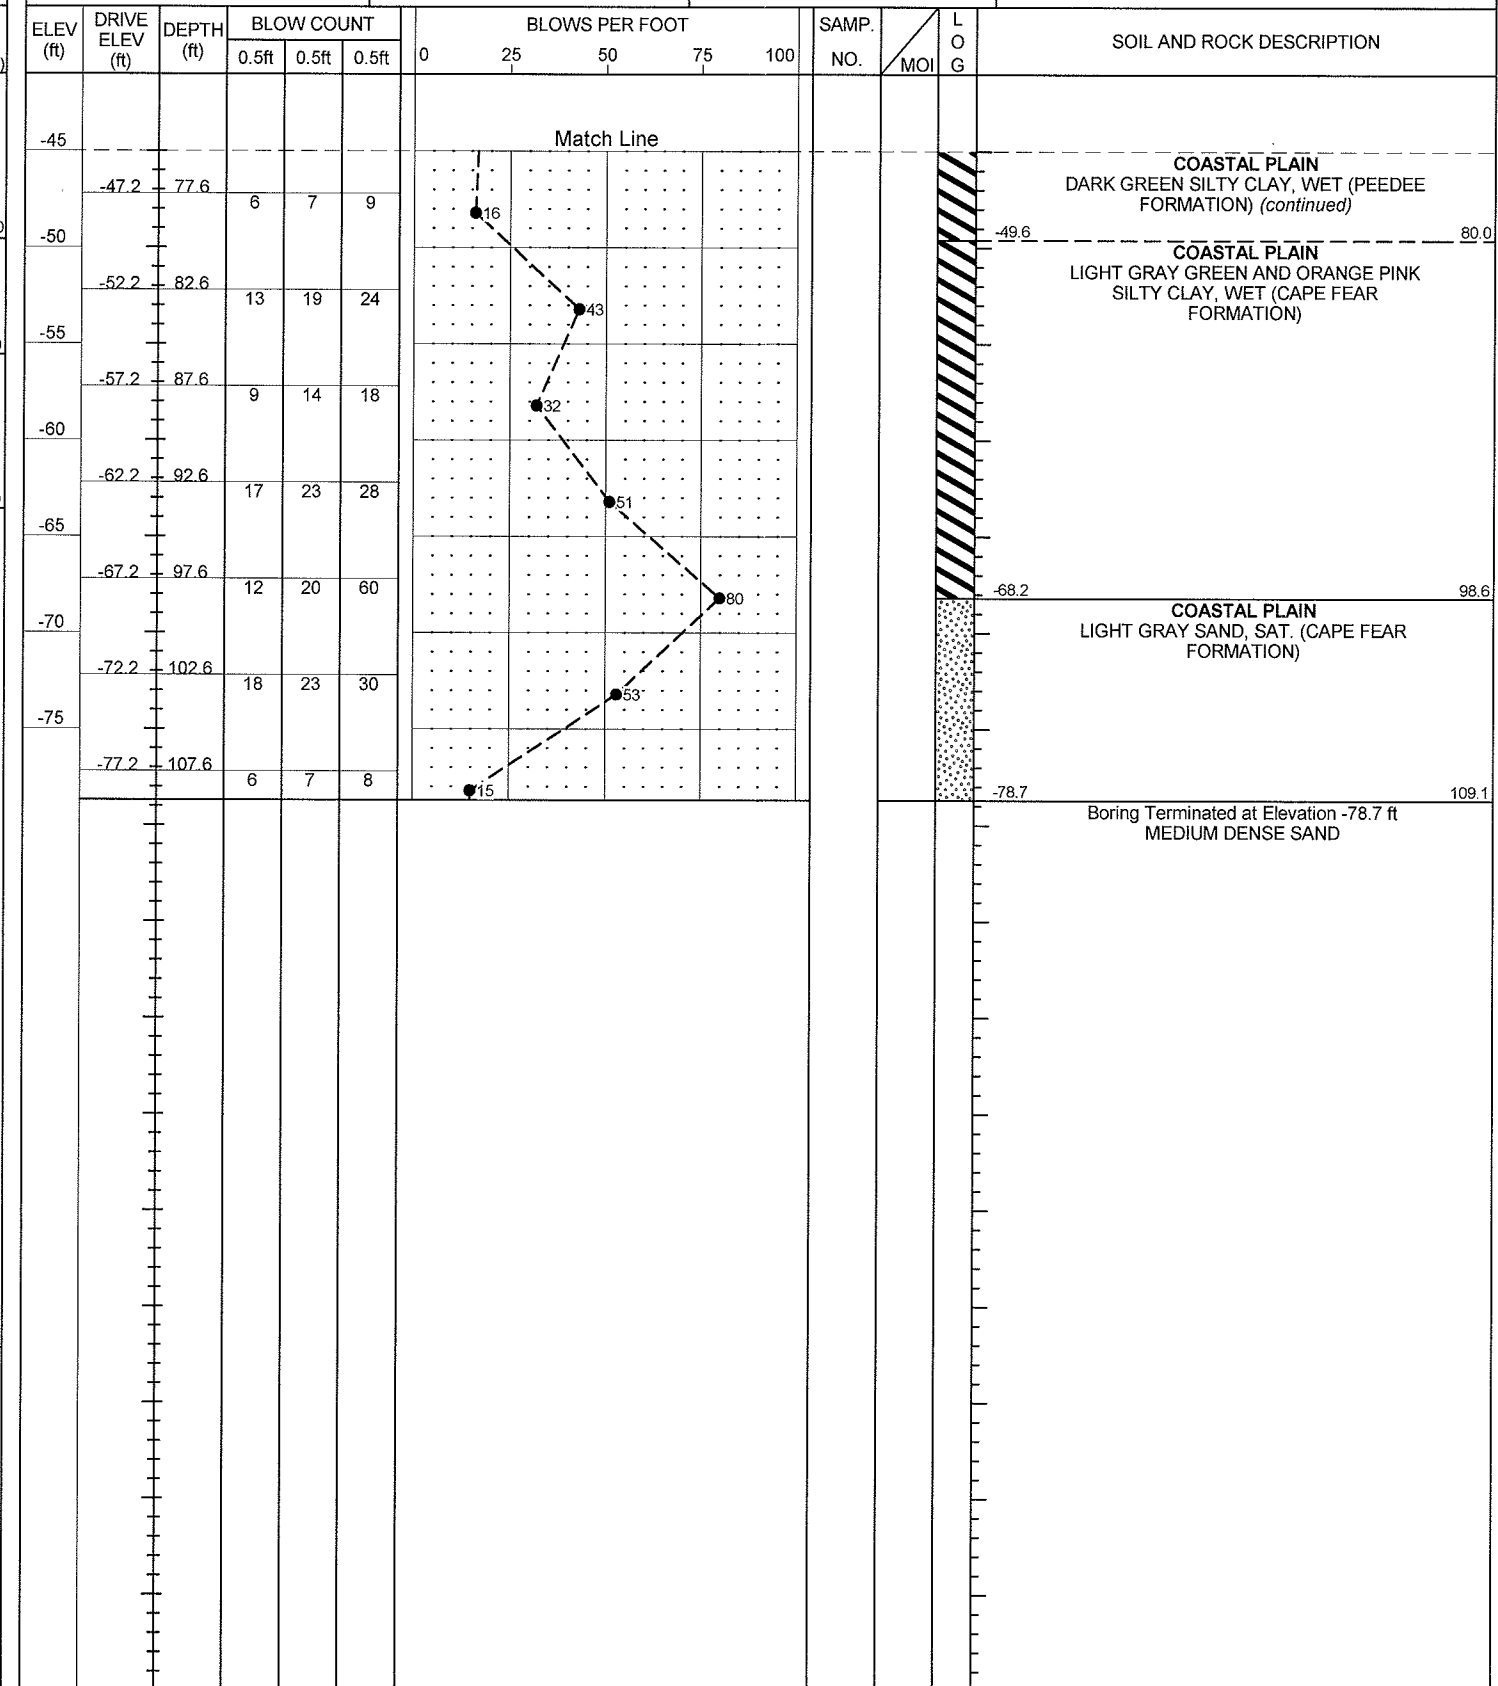 ELEV (ft) DRIVE ELEV (ft) DEPTH (ft) BLOW COUNT BLOWS PER FOOT SAMP. NO. MOI LOG SOIL AND ROCK DESCRIPTION
0.5ft 0.5ft 0.5ft 0 25 50 75 100
Match Line
-45
COASTAL PLAIN
DARK GREEN SILTY CLAY, WET (PEEDEE
FORMATION) (continued)
-47.2 77.6
6 7 9 16
-49.6 80.0
-50
COASTAL PLAIN
LIGHT GRAY GREEN AND ORANGE PINK
SILTY CLAY, WET (CAPE FEAR
FORMATION)
-52.2 82.6
13 19 24 43
-55
-57.2 87.6
9 14 18 32
-60
-62.2 92.6
17 23 28 51
-65
-67.2 97.6
12 20 60 80
-68.2 98.6
COASTAL PLAIN
LIGHT GRAY SAND, SAT. (CAPE FEAR
FORMATION)
-70
-72.2 102.6
18 23 30 53
-75
-77.2 107.6
6 7 8 15
-78.7 109.1
Boring Terminated at Elevation -78.7 ft
MEDIUM DENSE SAND